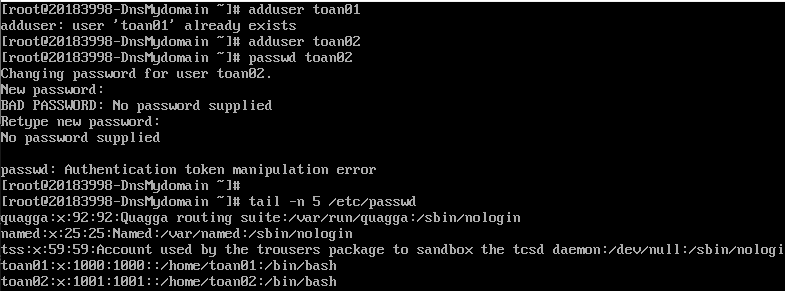 [root@20183998-DnsMydomain ~]# adduser toan01
adduser: user 'toan01' already exists
[root@20183998-DnsMydomain ~]# adduser toan02
[root@20183998-DnsMydomain ~]# passwd toan02
Changing password for user toan02.
New password:
BAD PASSWORD: No password supplied
Retype new password:
No password supplied
passwd: Authentication token manipulation error
[root@20183998-DnsMydomain ~]#
[root@20183998-DnsMydomain ~]# tail -n 5 /etc/passwd
quagga:x:92:92:Quagga routing suite:/var/run/quagga:/sbin/nologin
named:x:25:25:Named:/var/named:/sbin/nologin
tss:x:59:59:Account used by the trousers package to sandbox the tcsd daemon:/dev/null:/sbin/nologi
toan01:x:1000:1000::/home/toan01:/bin/bash
toan02:x:1001:1001::/home/toan02:/bin/bash